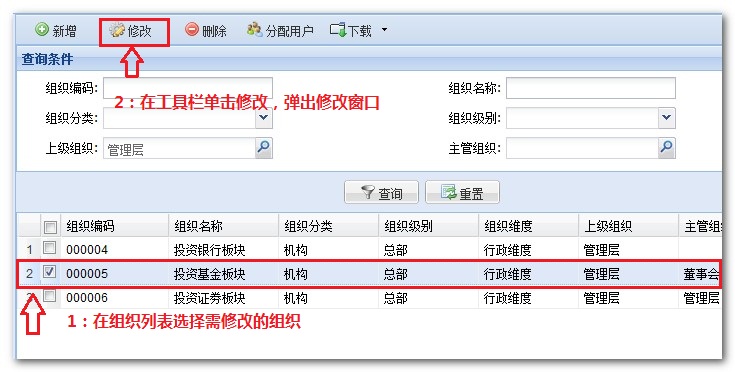 新增 修改 删除 分配用户 下载
查询条件
组织编码: 组织名称:
2：在工具栏单击修改，弹出修改窗口
组织分类: 组织级别:
上级组织: 管理层 主管组织:
查询 重置
组织编码 组织名称 组织分类 组织级别 组织维度 上级组织 主管组
1 000004 投资银行板块 机构 总部 行政维度 管理层
2 000005 投资基金板块 机构 总部 行政维度 管理层 董事会
3 000006 投资证券板块 机构 总部 行政维度 管理层 管理层
1：在组织列表选择需修改的组织